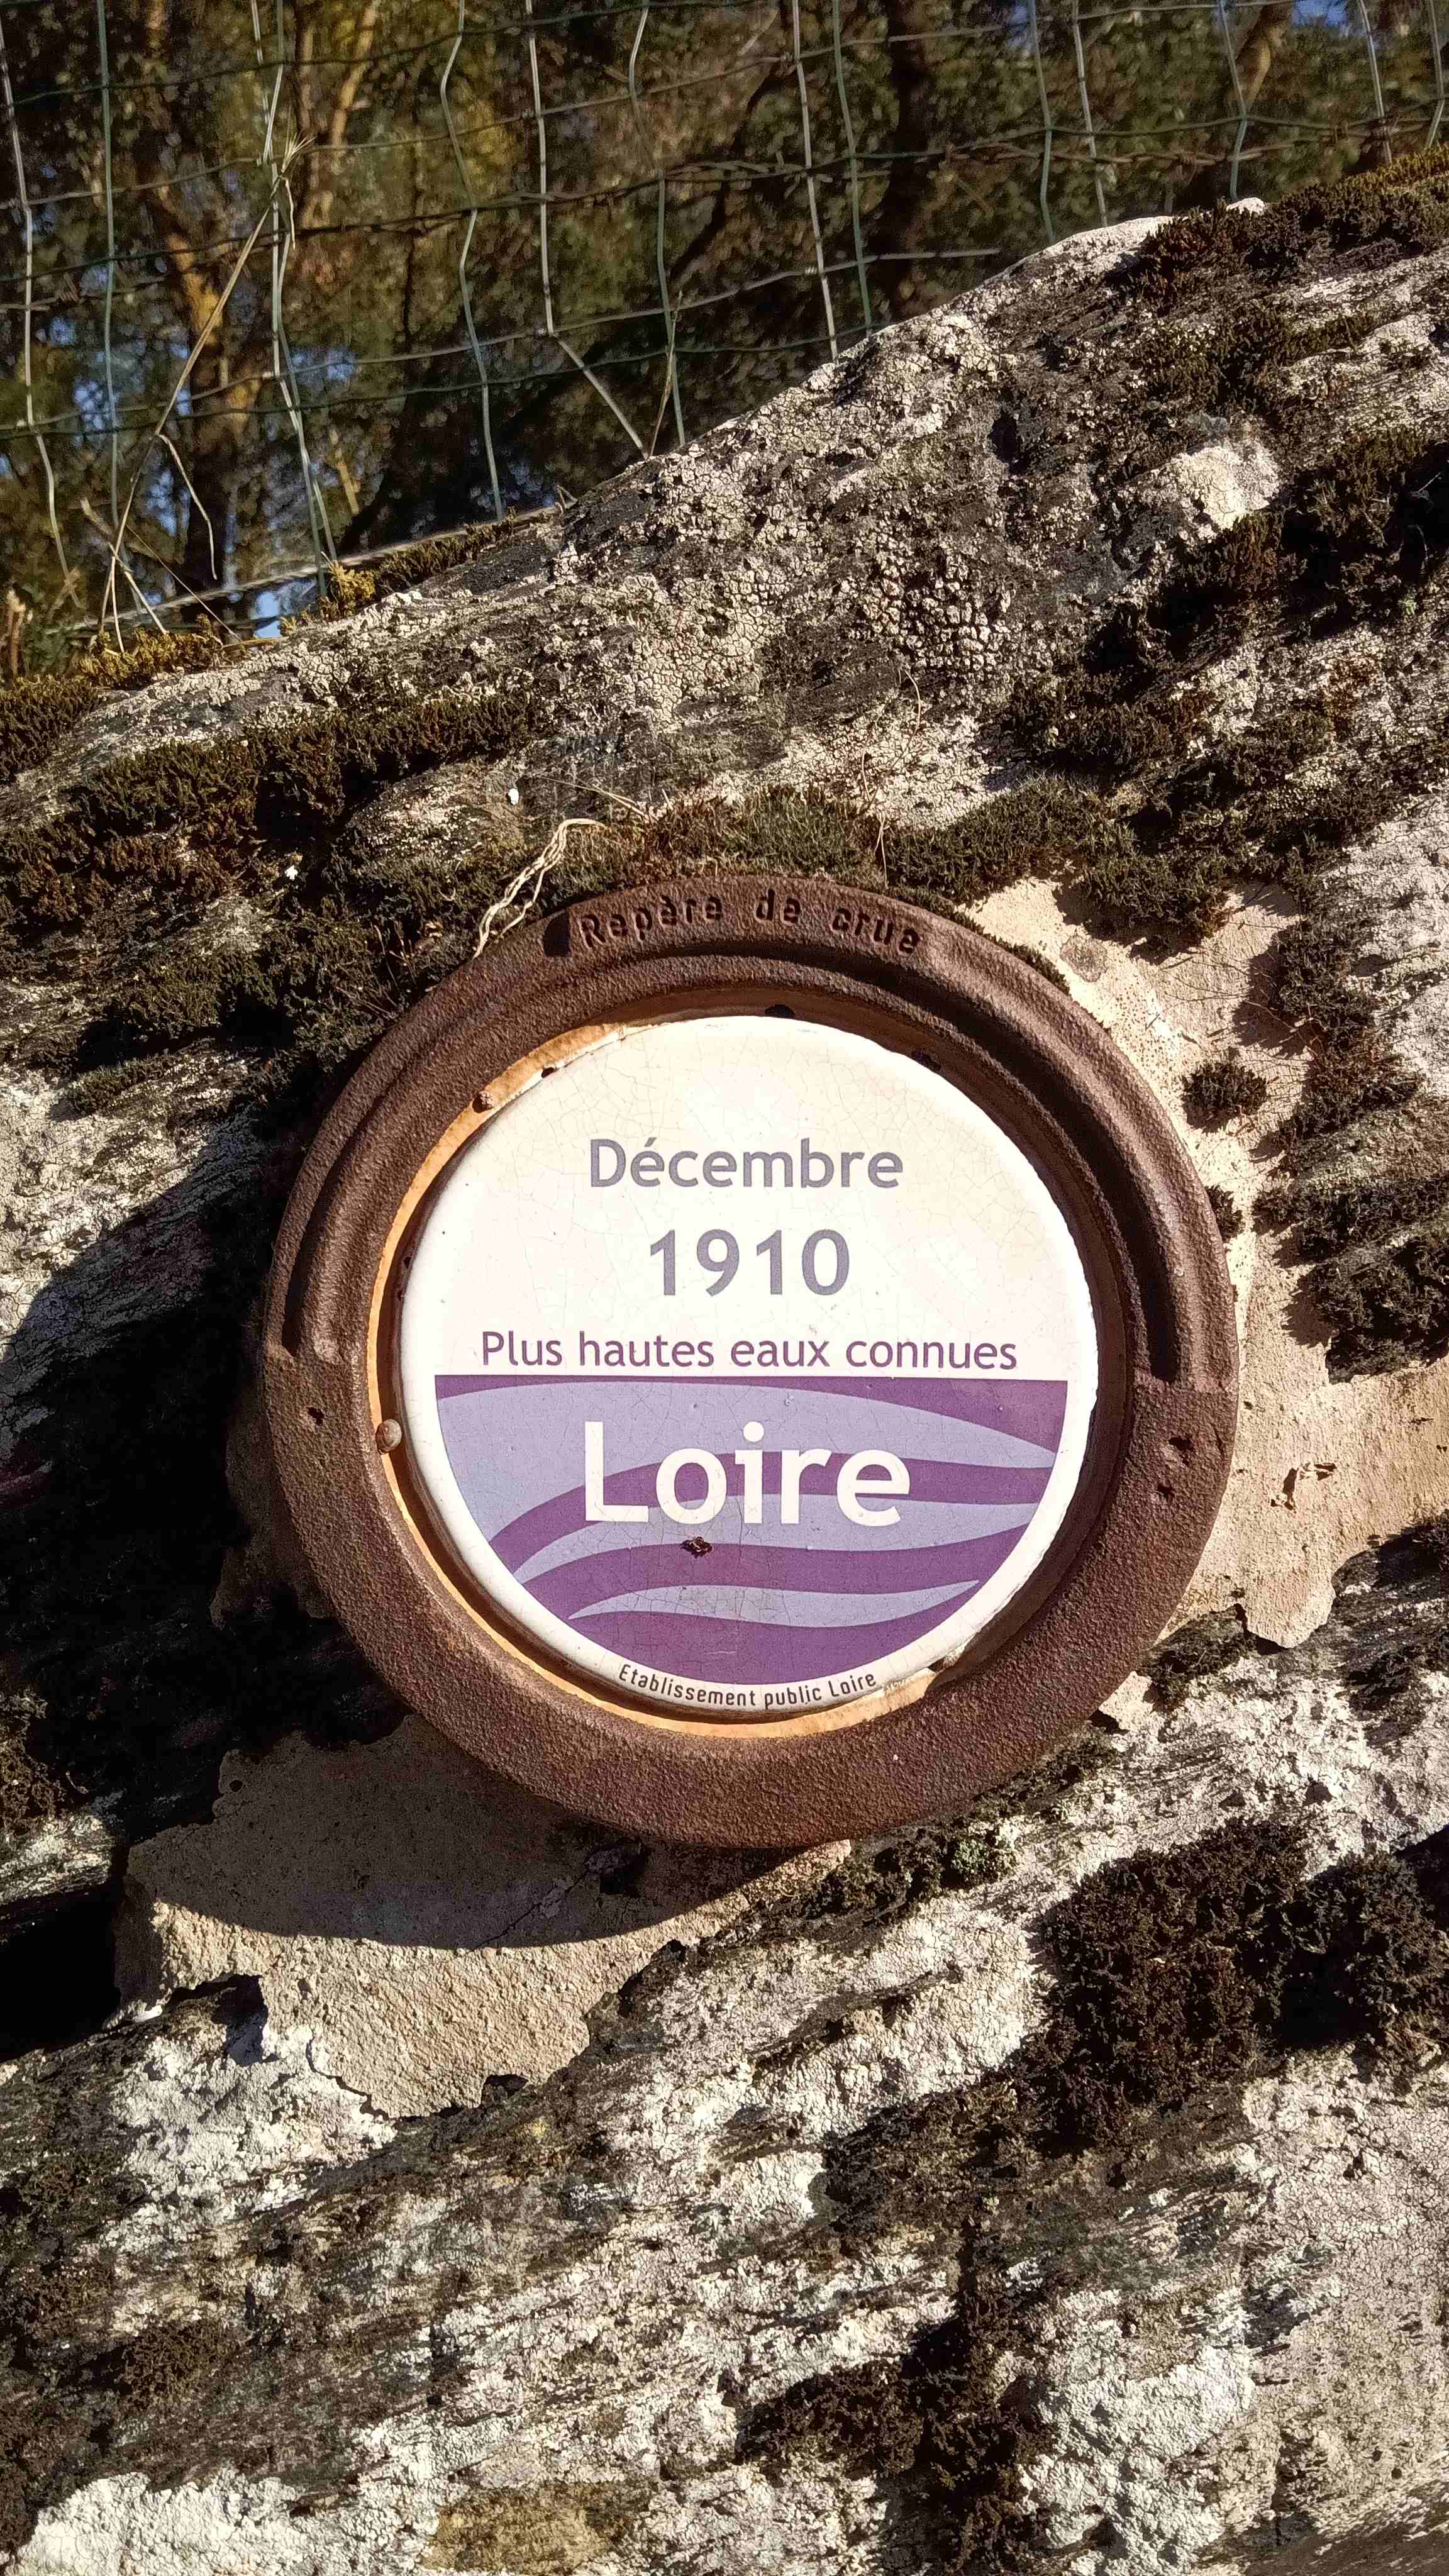 Repère de crue
Décembre
1910
Plus hautes eaux connues
Loire
Etablissement public Loire